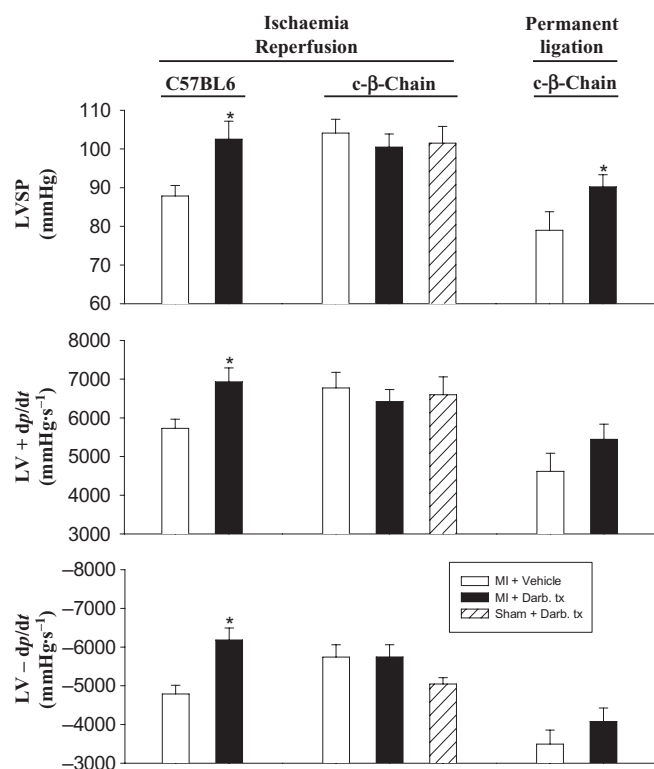 Ischaemia
Reperfusion
Permanent
ligation
C57BL6
c-β-Chain
c-β-Chain
110
100
90
80
70
60
LVSP
(mmHg)
*
*
8000
7000
6000
5000
4000
3000
LV + dp/dt
(mmHg·s⁻¹)
*
–8000
–7000
–6000
–5000
–4000
–3000
LV – dp/dt
(mmHg·s⁻¹)
*
MI + Vehicle
MI + Darb. tx
Sham + Darb. tx